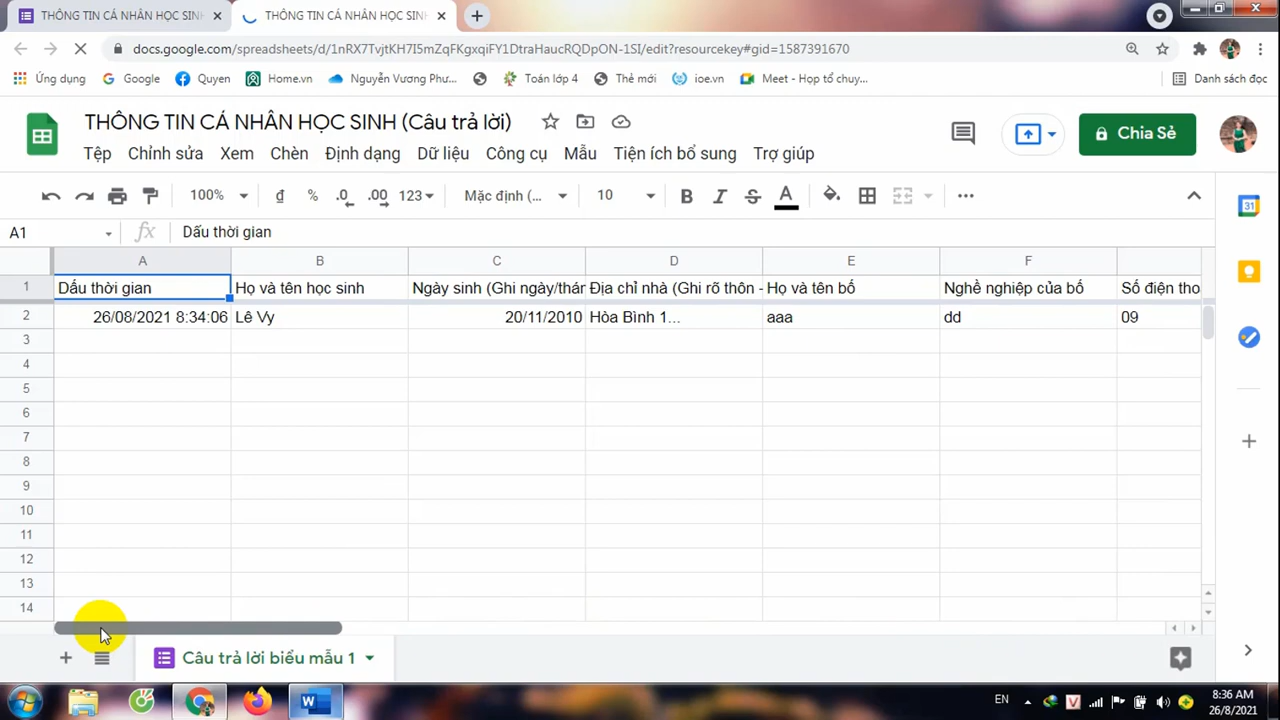 THÔNG TIN CÁ NHÂN HỌC SINH
THÔNG TIN CÁ NHÂN HỌC SINH
docs.google.com/spreadsheets/d/1nRX7TvjtKH7I5mZqFKgxqiFY1DtraHaucRQDpON-1SI/edit?resourcekey#gid=1587391670
Ứng dụng Google Quyen Home.vn Nguyễn Vương Phư... Toán lớp 4 Thẻ mới ioe.vn Meet - Họp tổ chuy... Danh sách đọc
THÔNG TIN CÁ NHÂN HỌC SINH (Câu trả lời)
Chia Sẻ
Tệp Chỉnh sửa Xem Chèn Định dạng Dữ liệu Công cụ Mẫu Tiện ích bổ sung Trợ giúp
100% ₫ % .0 .00 123 Mặc định (... 10 B I S A
31
A1 fx Dấu thời gian
A B C D E F
1 Dấu thời gian Họ và tên học sinh Ngày sinh (Ghi ngày/thán Địa chỉ nhà (Ghi rõ thôn - Họ và tên bố Nghề nghiệp của bố Số điện tho
2 26/08/2021 8:34:06 Lê Vy 20/11/2010 Hòa Bình 1... aaa dd 09
3
4
5
6
7
8
9
10
11
12
13
14
Câu trả lời biểu mẫu 1
EN 8:36 AM
26/8/2021